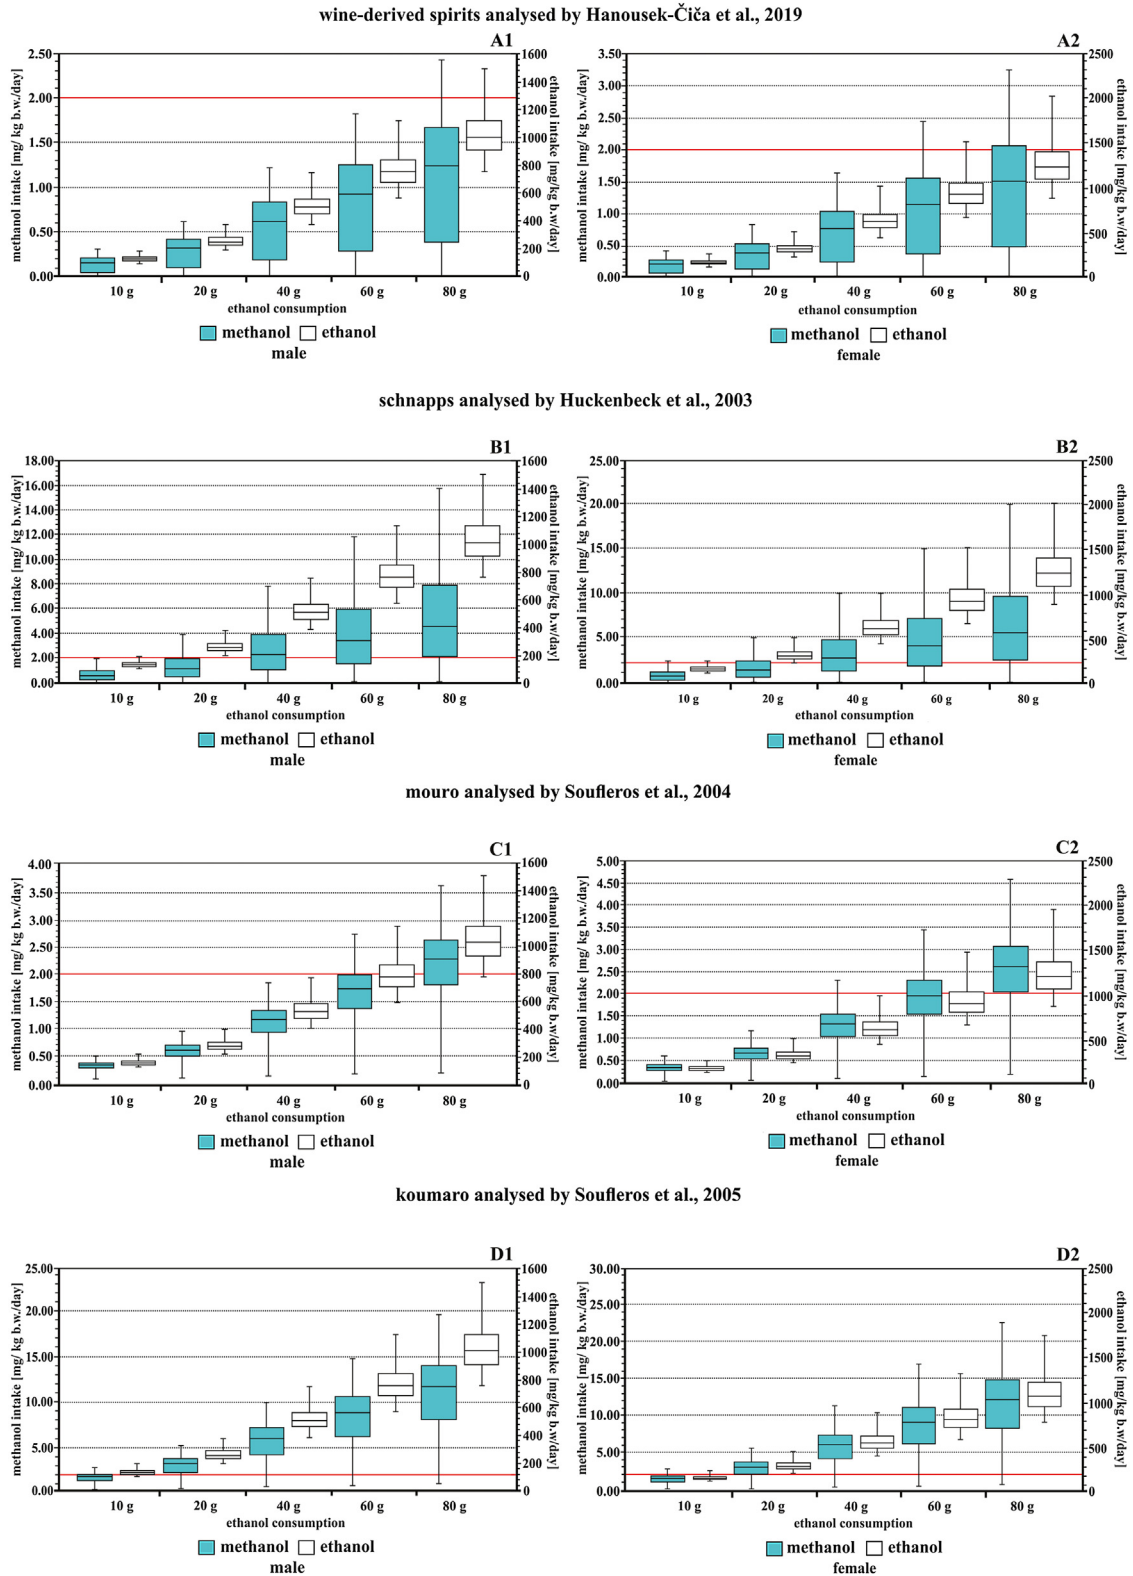 wine-derived spirits analysed by Hanousek-Čiča et al., 2019
A1
methanol intake [mg/ kg b.w./day]
2.50
2.00
1.50
1.00
0.50
0.00
1600
1400
1200
1000
800
600
400
200
0
ethanol intake [mg/kg b.w/day)
10 g 20 g 40 g 60 g 80 g
ethanol consumption
methanol ethanol
male
A2
methanol intake [mg/ kg b.w./day]
3.50
3.00
2.50
2.00
1.50
1.00
0.50
0.00
2500
2000
1500
1000
500
0
ethanol intake [mg/kg b.w/day)
10 g 20 g 40 g 60 g 80 g
ethanol consumption
methanol ethanol
female
schnapps analysed by Huckenbeck et al., 2003
B1
methanol intake [mg/ kg b.w./day]
18.00
16.00
14.00
12.00
10.00
8.00
6.00
4.00
2.00
0.00
1600
1400
1200
1000
800
600
400
200
0
ethanol intake [mg/kg b.w/day)
10 g 20 g 40 g 60 g 80 g
ethanol consumption
methanol ethanol
male
B2
methanol intake [mg/ kg b.w./day]
25.00
20.00
15.00
10.00
5.00
0.00
2500
2000
1500
1000
500
0
ethanol intake [mg/kg b.w/day)
10 g 20 g 40 g 60 g 80 g
ethanol consumption
methanol ethanol
female
mouro analysed by Soufleros et al., 2004
C1
methanol intake [mg/ kg b.w./day]
4.00
3.50
3.00
2.50
2.00
1.50
1.00
0.50
0.00
1600
1400
1200
1000
800
600
400
200
0
ethanol intake [mg/kg b.w/day)
10 g 20 g 40 g 60 g 80 g
ethanol consumption
methanol ethanol
male
C2
methanol intake [mg/ kg b.w./day]
5.00
4.50
4.00
3.50
3.00
2.50
2.00
1.50
1.00
0.50
0.00
2500
2000
1500
1000
500
0
ethanol intake [mg/kg b.w/day)
10 g 20 g 40 g 60 g 80 g
ethanol consumption
methanol ethanol
female
koumaro analysed by Soufleros et al., 2005
D1
methanol intake [mg/ kg b.w./day]
25.00
20.00
15.00
10.00
5.00
0.00
1600
1400
1200
1000
800
600
400
200
0
ethanol intake [mg/kg b.w/day)
10 g 20 g 40 g 60 g 80 g
ethanol consumption
methanol ethanol
male
D2
methanol intake [mg/ kg b.w./day]
30.00
25.00
20.00
15.00
10.00
5.00
0.00
2500
2000
1500
1000
500
0
ethanol intake [mg/kg b.w/day)
10 g 20 g 40 g 60 g 80 g
ethanol consumption
methanol ethanol
female